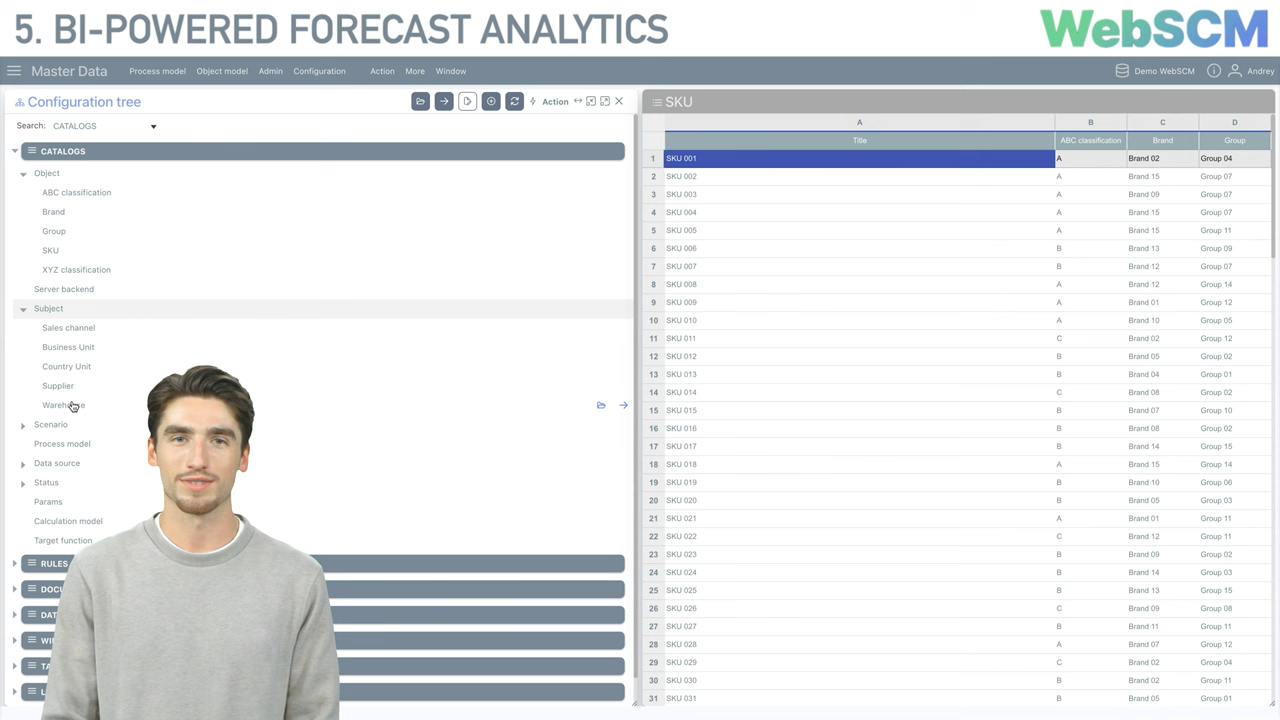 5. BI-POWERED FORECAST ANALYTICS
WebSCM
Master Data
Process model
Object model
Admin
Configuration
Action
More
Window
Demo WebSCM
Andrey
Configuration tree
Action
Search:
CATALOGS
CATALOGS
Object
ABC classification
Brand
Group
SKU
XYZ classification
Server backend
Subject
Sales channel
Business Unit
Country Unit
Supplier
Scenario
Process model
Data source
Status
Params
Calculation model
Target function
RULES
SKU
A B C D
Title ABC classification Brand Group
1 SKU 001 A Brand 02 Group 04
2 SKU 002 A Brand 15 Group 07
3 SKU 003 A Brand 09 Group 07
4 SKU 004 A Brand 15 Group 07
5 SKU 005 A Brand 15 Group 11
6 SKU 006 B Brand 13 Group 09
7 SKU 007 B Brand 12 Group 07
8 SKU 008 A Brand 12 Group 14
9 SKU 009 A Brand 01 Group 12
10 SKU 010 A Brand 10 Group 05
11 SKU 011 C Brand 02 Group 12
12 SKU 012 B Brand 05 Group 02
13 SKU 013 B Brand 04 Group 01
14 SKU 014 C Brand 08 Group 02
15 SKU 015 B Brand 07 Group 10
16 SKU 016 B Brand 08 Group 02
17 SKU 017 B Brand 14 Group 15
18 SKU 018 A Brand 15 Group 14
19 SKU 019 B Brand 10 Group 06
20 SKU 020 B Brand 05 Group 03
21 SKU 021 A Brand 01 Group 11
22 SKU 022 C Brand 12 Group 11
23 SKU 023 B Brand 09 Group 02
24 SKU 024 B Brand 14 Group 03
25 SKU 025 B Brand 13 Group 15
26 SKU 026 C Brand 09 Group 08
27 SKU 027 B Brand 11 Group 11
28 SKU 028 A Brand 07 Group 12
29 SKU 029 C Brand 02 Group 04
30 SKU 030 B Brand 02 Group 11
31 SKU 031 B Brand 05 Group 01